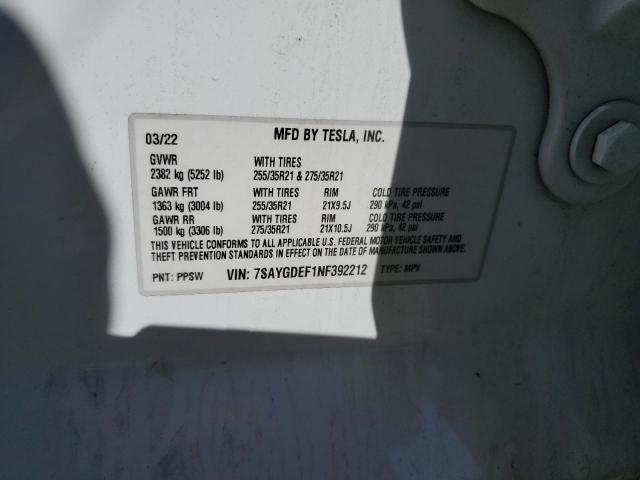 03/22 MFD BY TESLA, INC.
GVWR WITH TIRES
2382 kg (5252 lb) 255/35R21 & 275/35R21
GAWR FRT WITH TIRES RIM COLD TIRE PRESSURE
1363 kg (3004 lb) 255/35R21 21X9.5J 290 kPa, 42 psi
GAWR RR WITH TIRES RIM COLD TIRE PRESSURE
1500 kg (3306 lb) 275/35R21 21X10.5J 290 kPa, 42 psi
THIS VEHICLE CONFORMS TO ALL APPLICABLE U.S. FEDERAL MOTOR VEHICLE SAFETY AND
THEFT PREVENTION STANDARDS IN EFFECT ON THE DATE OF MANUFACTURE SHOWN ABOVE.
PNT: PPSW VIN: 7SAYGDEF1NF392212 TYPE: MPV